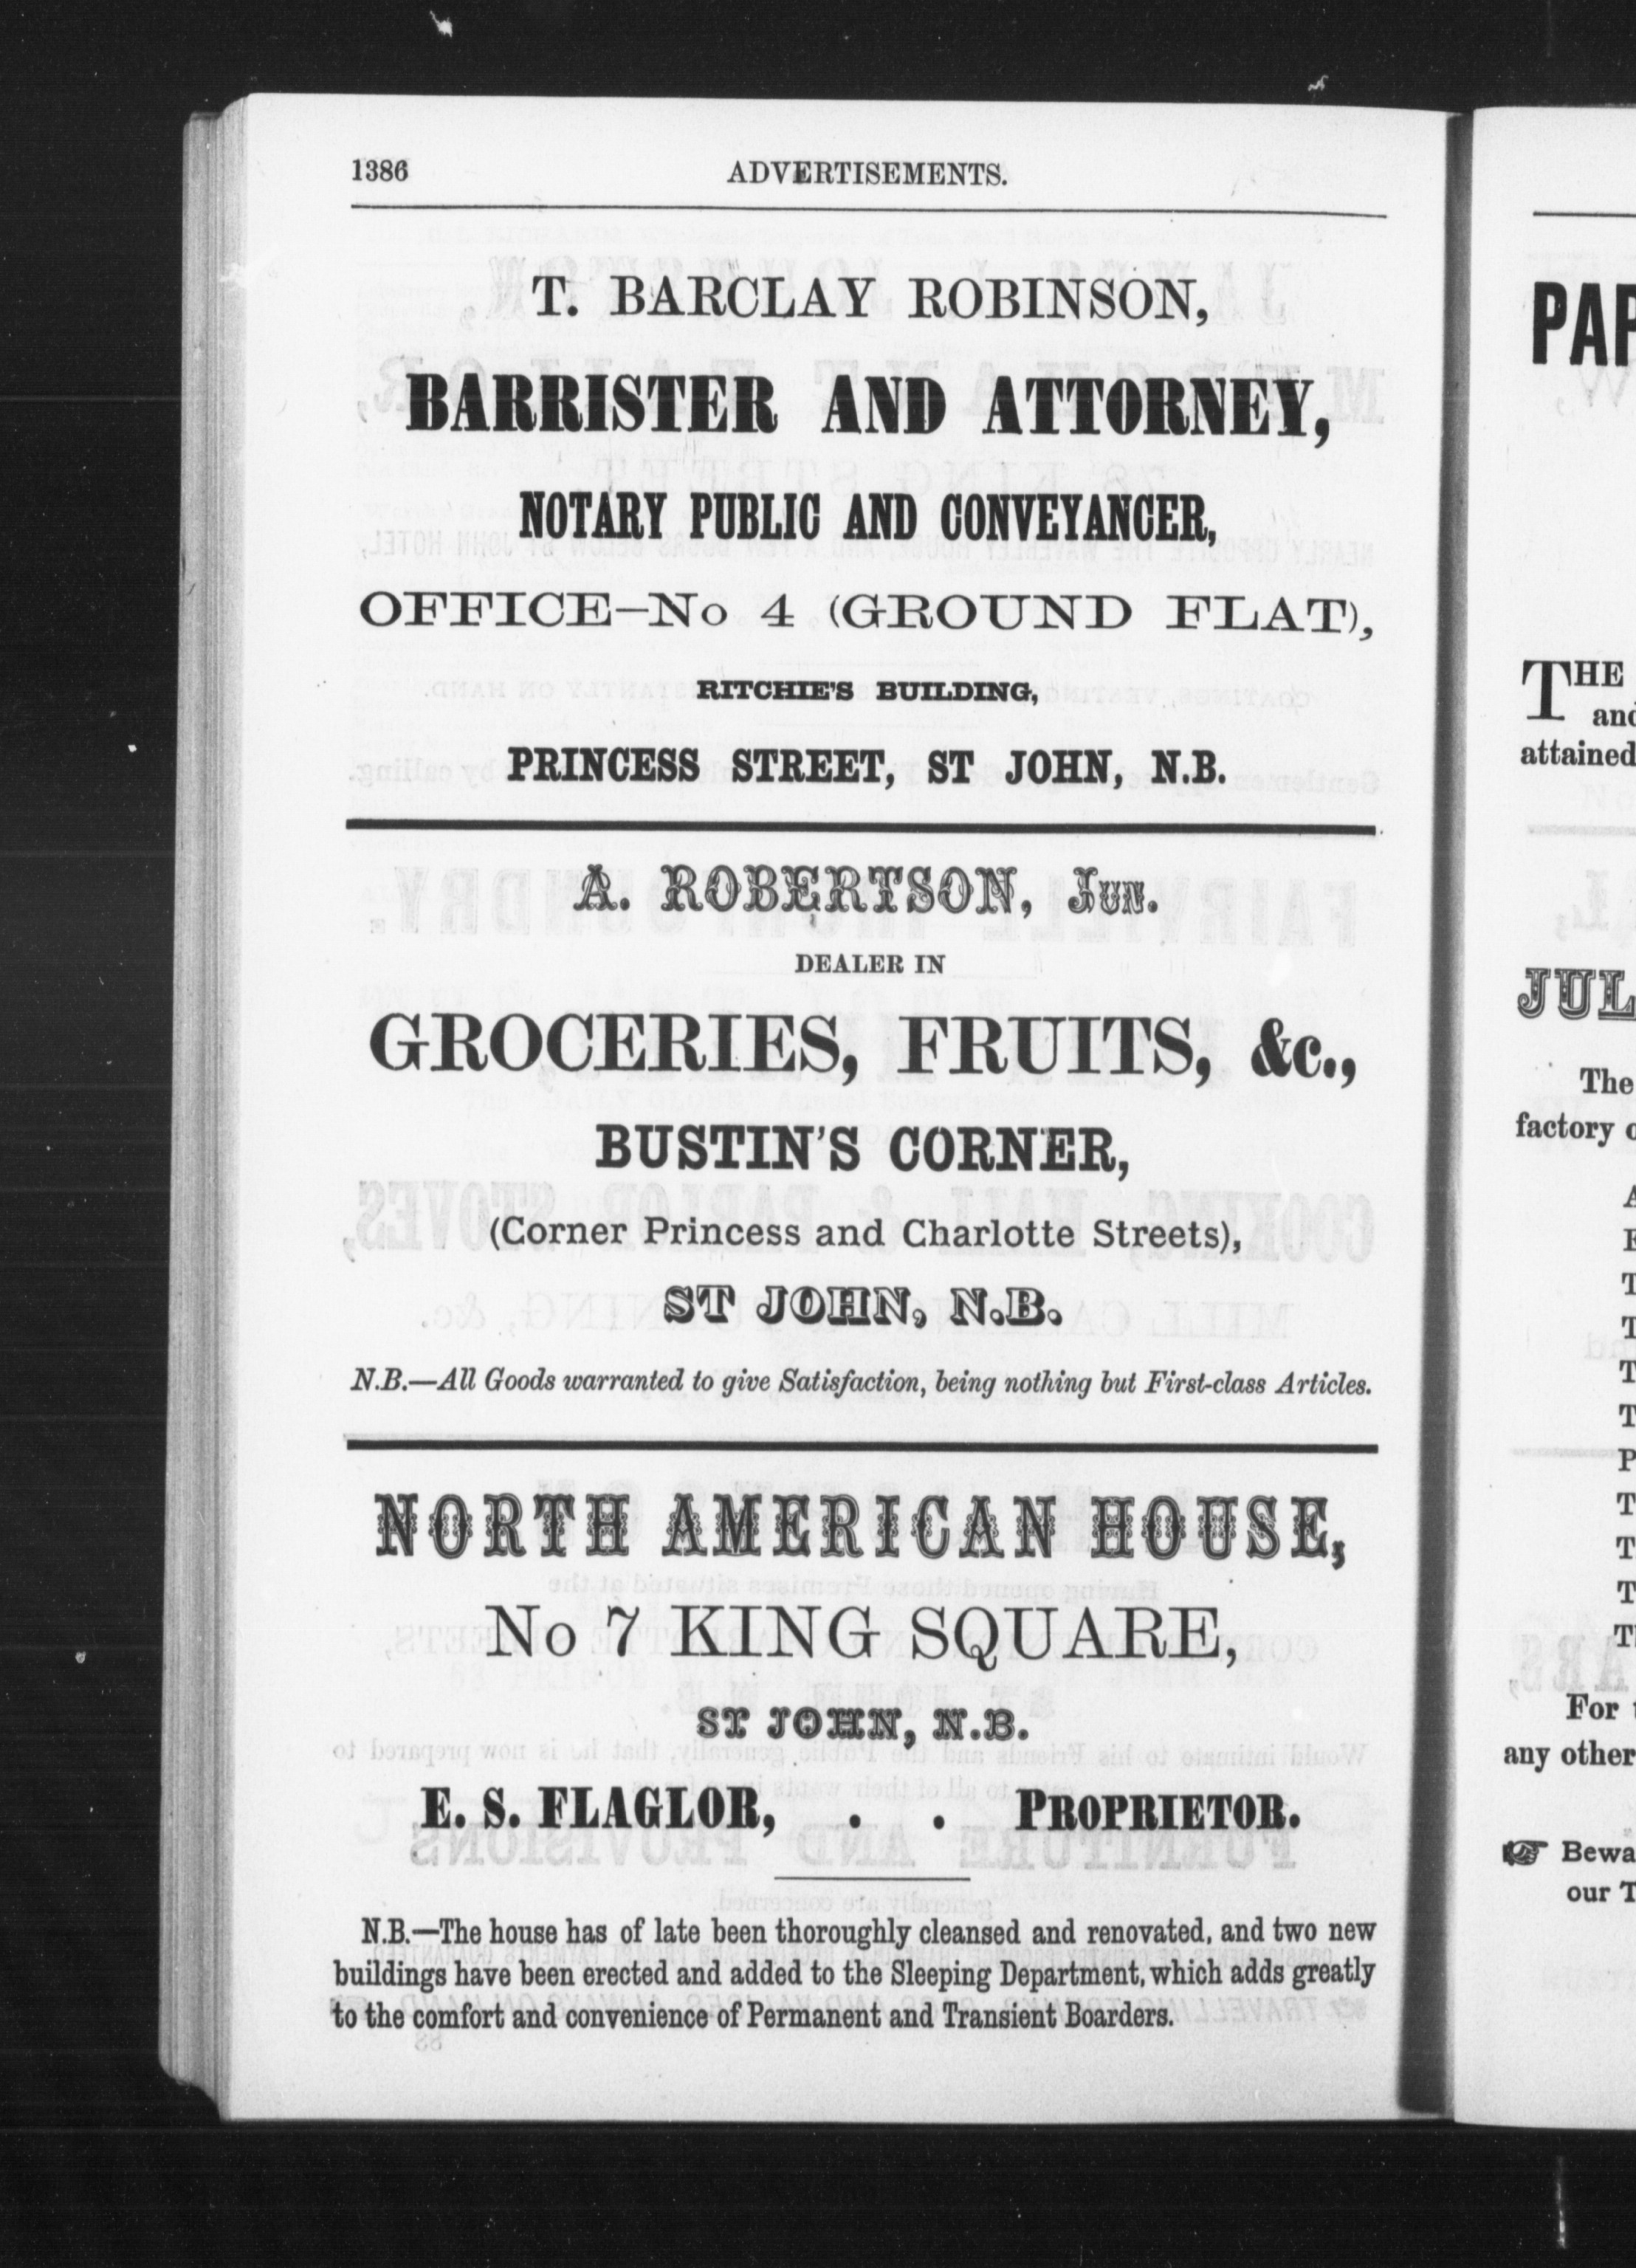 1386 ADVERTISEMENTS.
T. BARCLAY ROBINSON,
BARRISTER AND ATTORNEY,
NOTARY PUBLIC AND CONVEYANCER,
OFFICE—No 4 (GROUND FLAT),
RITCHIE'S BUILDING,
PRINCESS STREET, ST JOHN, N.B.
A. ROBERTSON, Jun.
DEALER IN
GROCERIES, FRUITS, &c.,
BUSTIN'S CORNER,
(Corner Princess and Charlotte Streets),
ST JOHN, N.B.
N.B.—All Goods warranted to give Satisfaction, being nothing but First-class Articles.
NORTH AMERICAN HOUSE,
No 7 KING SQUARE,
ST JOHN, N.B.
E. S. FLAGLOR, . . PROPRIETOR.
N.B.—The house has of late been thoroughly cleansed and renovated, and two new
buildings have been erected and added to the Sleeping Department, which adds greatly
to the comfort and convenience of Permanent and Transient Boarders.
THE
attained
The
factory
For
any other
our